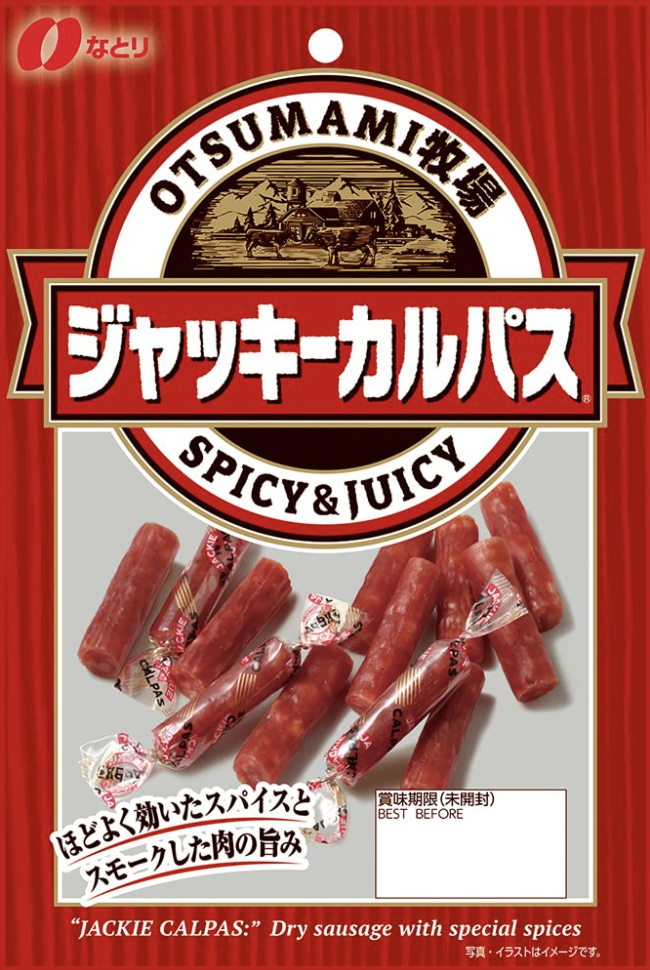 なとり
OTSUMAMI牧場
ジャッキーカルパス®
SPICY&JUICY
JACKIE
CALPAS
CALPAS
ほどよく効いたスパイスと
スモークした肉の旨み
賞味期限(未開封)
BEST BEFORE
“JACKIE CALPAS:” Dry sausage with special spices
写真・イラストはイメージです。